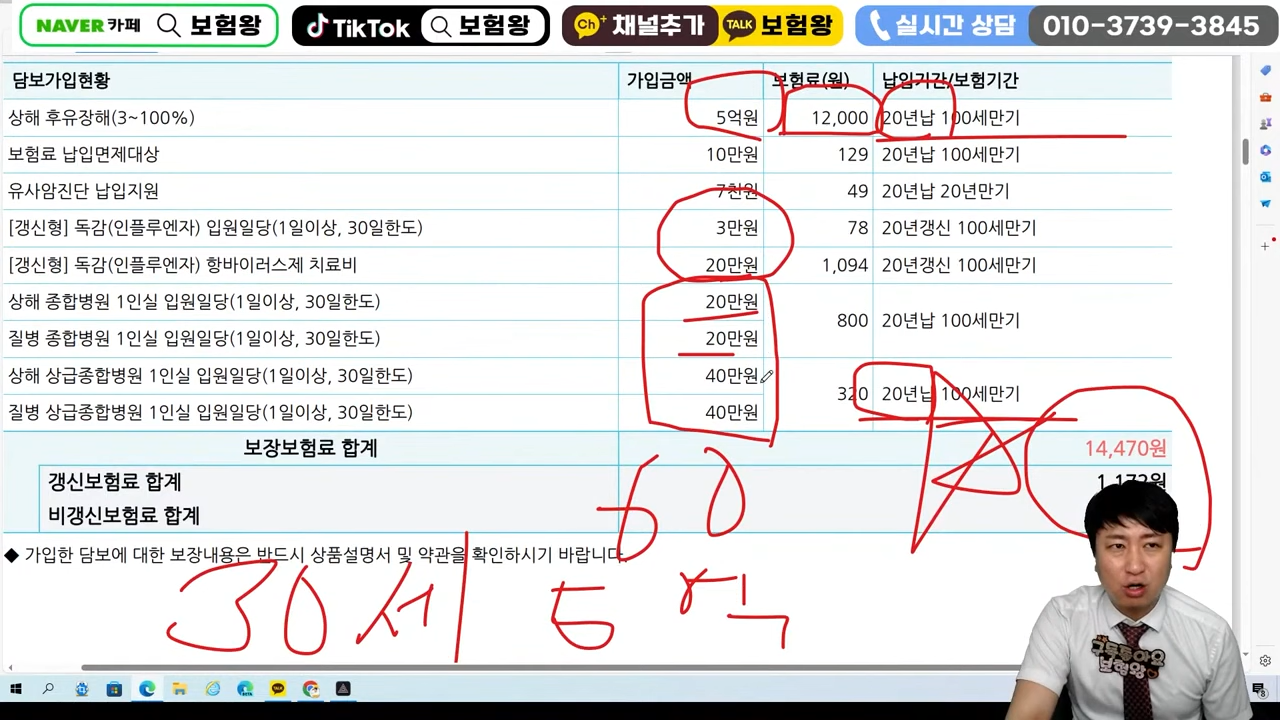 NAVER 카페 보험왕 TikTok 보험왕 Ch+ 채널추가 TALK 보험왕 실시간 상담 010-3739-3845
담보가입현황 가입금액 보험료(원) 납입기간/보험기간
상해 후유장해(3~100%) 5억원 12,000 20년납 100세만기
보험료 납입면제대상 10만원 129 20년납 100세만기
유사암진단 납입지원 7천원 49 20년납 20년만기
[갱신형] 독감(인플루엔자) 입원일당(1일이상, 30일한도) 3만원 78 20년갱신 100세만기
[갱신형] 독감(인플루엔자) 항바이러스제 치료비 20만원 1,094 20년갱신 100세만기
상해 종합병원 1인실 입원일당(1일이상, 30일한도) 20만원
800 20년납 100세만기
질병 종합병원 1인실 입원일당(1일이상, 30일한도) 20만원
상해 상급종합병원 1인실 입원일당(1일이상, 30일한도) 40만원
320 20년납 100세만기
질병 상급종합병원 1인실 입원일당(1일이상, 30일한도) 40만원
보장보험료 합계 14,470원
갱신보험료 합계 1,172원
비갱신보험료 합계
60
◆ 가입한 담보에 대한 보장내용은 반드시 상품설명서 및 약관을 확인하시기 바랍니다.
30세 5억
구독좋아요
보험왕